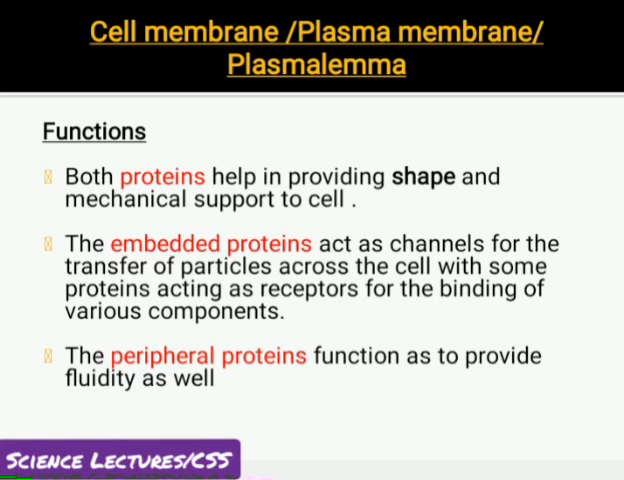 Cell membrane /Plasma membrane/
Plasmalemma
Functions
Both proteins help in providing shape and
mechanical support to cell .
The embedded proteins act as channels for the
transfer of particles across the cell with some
proteins acting as receptors for the binding of
various components.
The peripheral proteins function as to provide
fluidity as well
SCIENCE LECTURES/CSS